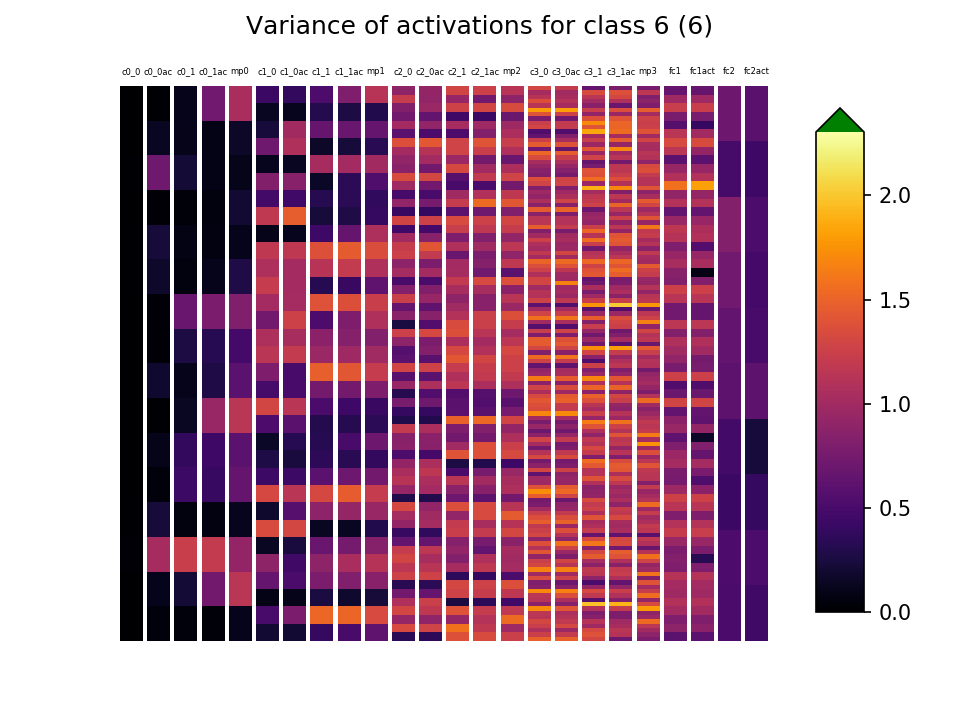 Variance of activations for class 6 (6)
c0_0 c0_0ac c0_1 c0_1ac mp0 c1_0 c1_0ac c1_1 c1_1ac mp1 c2_0 c2_0ac c2_1 c2_1ac mp2 c3_0 c3_0ac c3_1 c3_1ac mp3 fc1 fc1act fc2 fc2act
2.0
1.5
1.0
0.5
0.0